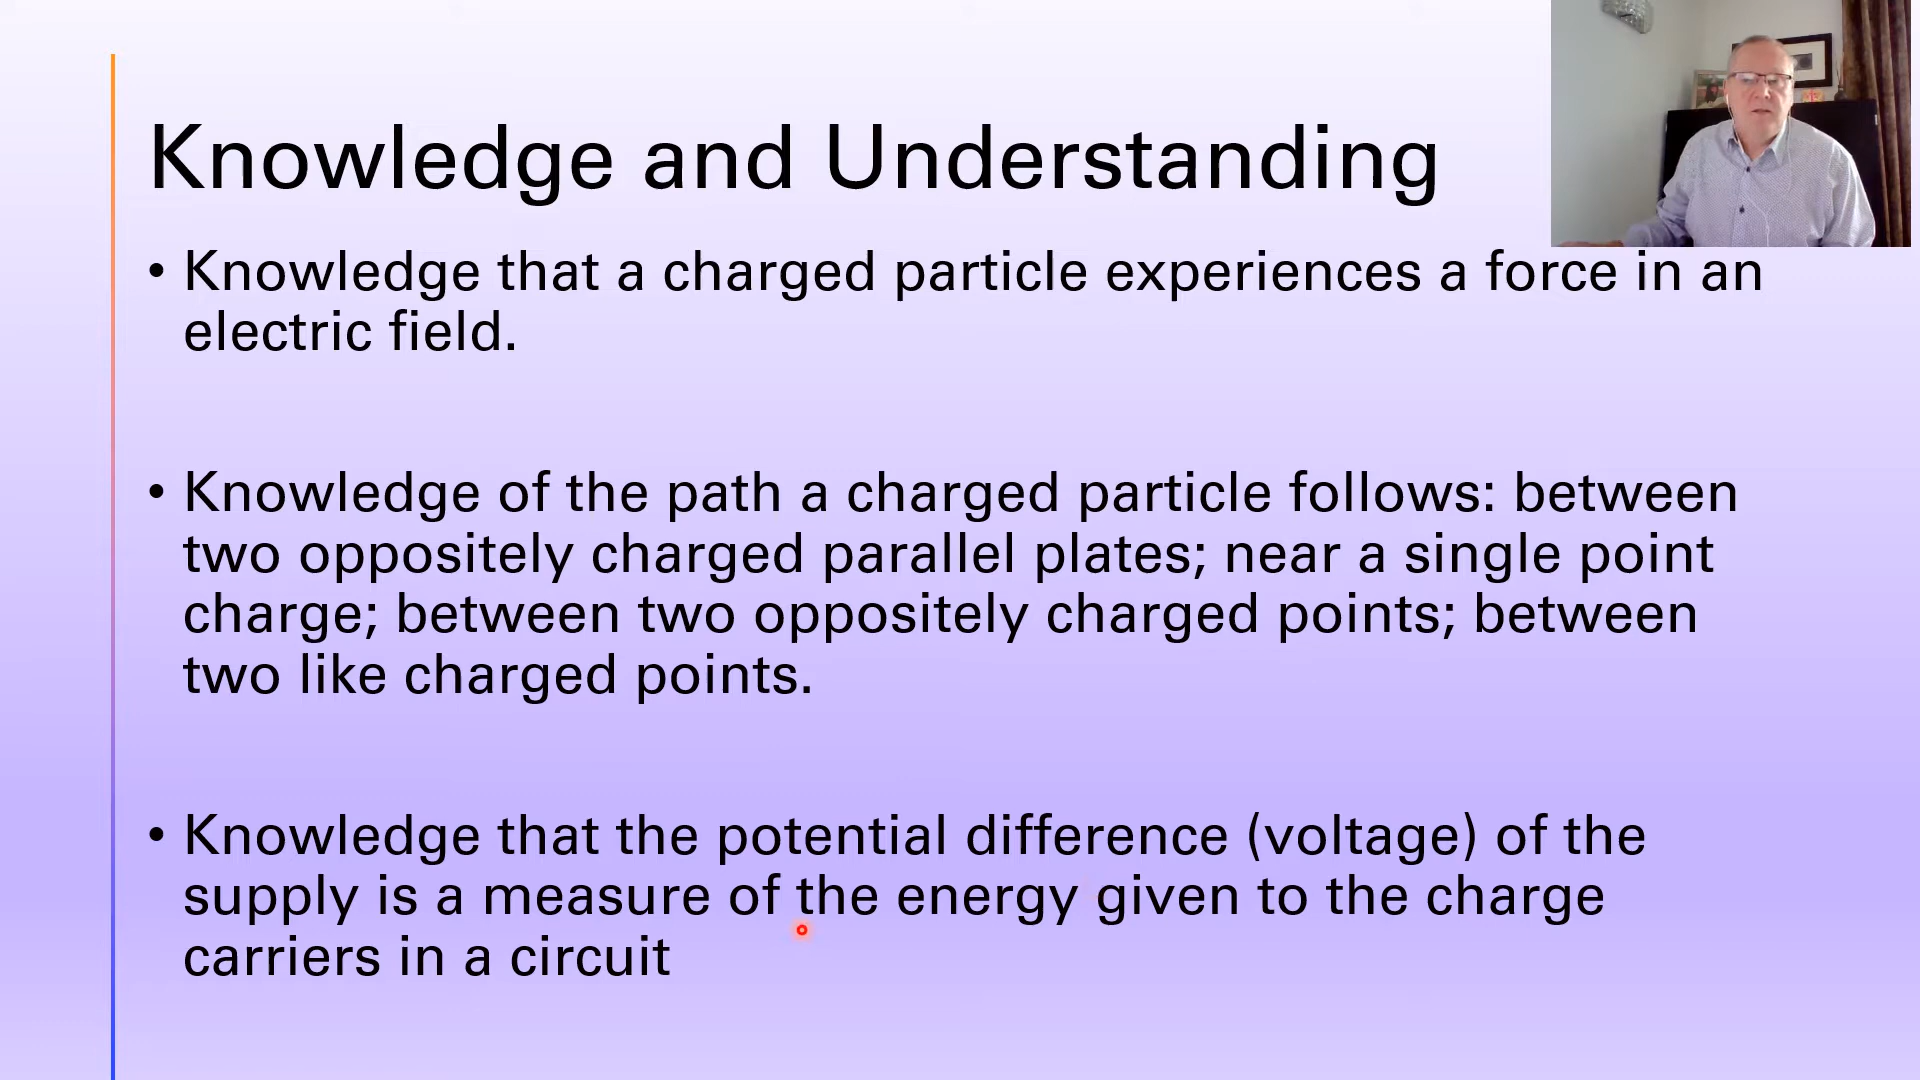 Knowledge and Understanding
• Knowledge that a charged particle experiences a force in an
electric field.
• Knowledge of the path a charged particle follows: between
two oppositely charged parallel plates; near a single point
charge; between two oppositely charged points; between
two like charged points.
• Knowledge that the potential difference (voltage) of the
supply is a measure of the energy given to the charge
carriers in a circuit